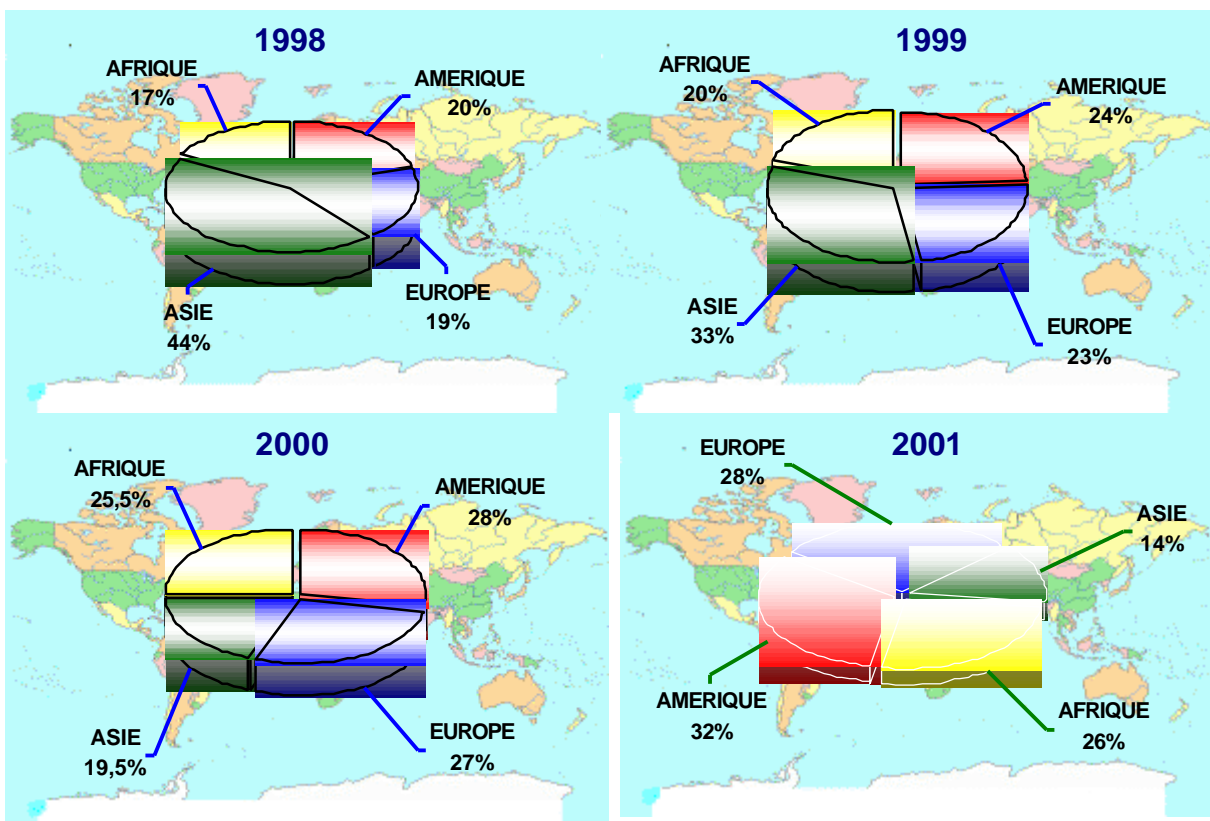 1998
AFRIQUE
17%
AMERIQUE
20%
ASIE
44%
EUROPE
19%
1999
AFRIQUE
20%
AMERIQUE
24%
ASIE
33%
EUROPE
23%
2000
AFRIQUE
25,5%
AMERIQUE
28%
ASIE
19,5%
EUROPE
27%
2001
EUROPE
28%
ASIE
14%
AMERIQUE
32%
AFRIQUE
26%